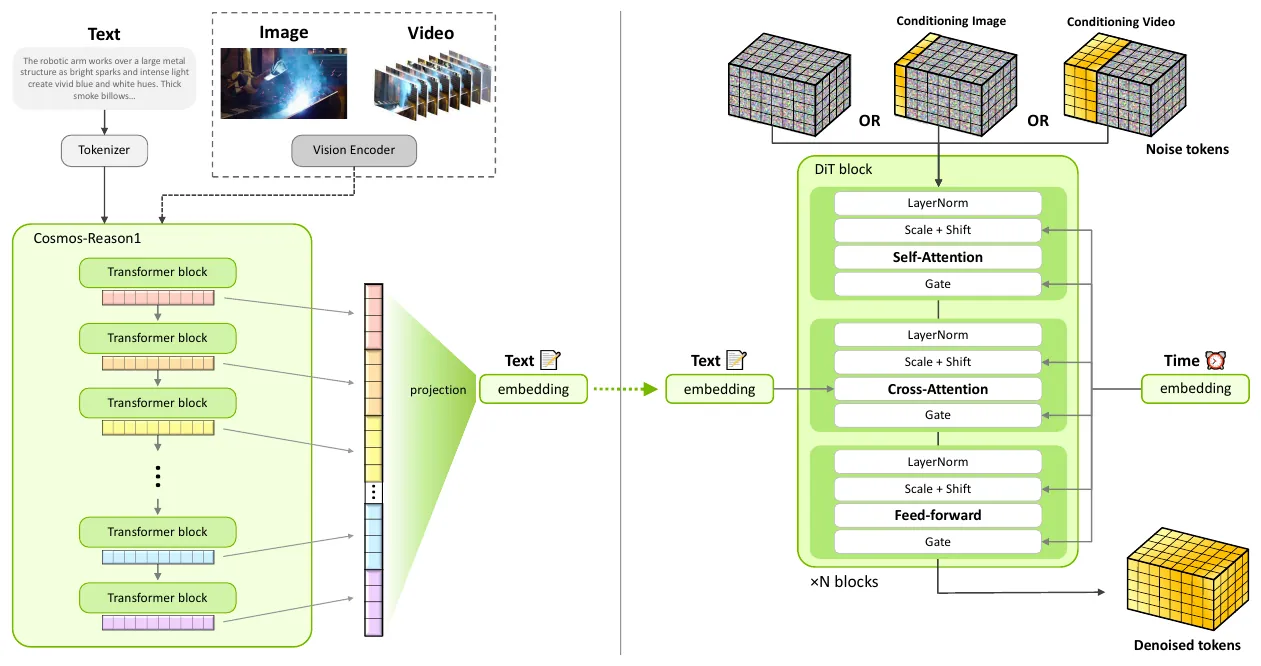 Text
The robotic arm works over a large metal
structure as bright sparks and intense light
create vivid blue and white hues. Thick
smoke billows...
Tokenizer
Image
Video
Vision Encoder
Cosmos-Reason1
Transformer block
Transformer block
Transformer block
Transformer block
Transformer block
projection
Text
embedding
Conditioning Image
Conditioning Video
OR
OR
Noise tokens
DiT block
LayerNorm
Scale + Shift
Self-Attention
Gate
LayerNorm
Scale + Shift
Cross-Attention
Gate
LayerNorm
Scale + Shift
Feed-forward
Gate
×N blocks
Text
embedding
Time
embedding
Denoised tokens